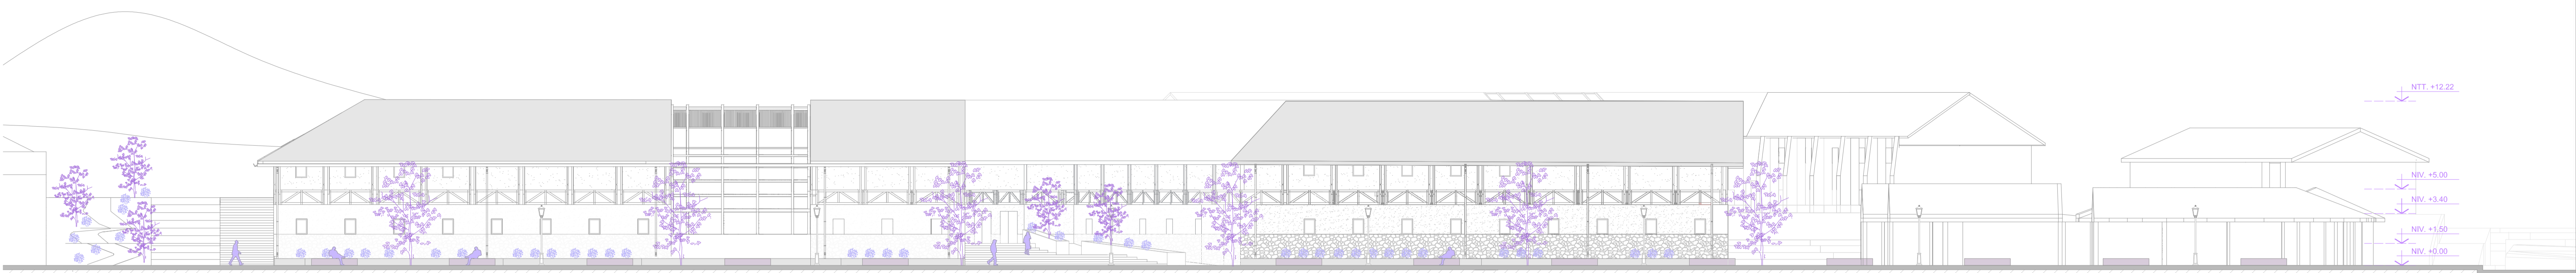 NTT. +12.22
NIV. +5.00
NIV. +3.40
NIV. +1.50
NIV. +0.00